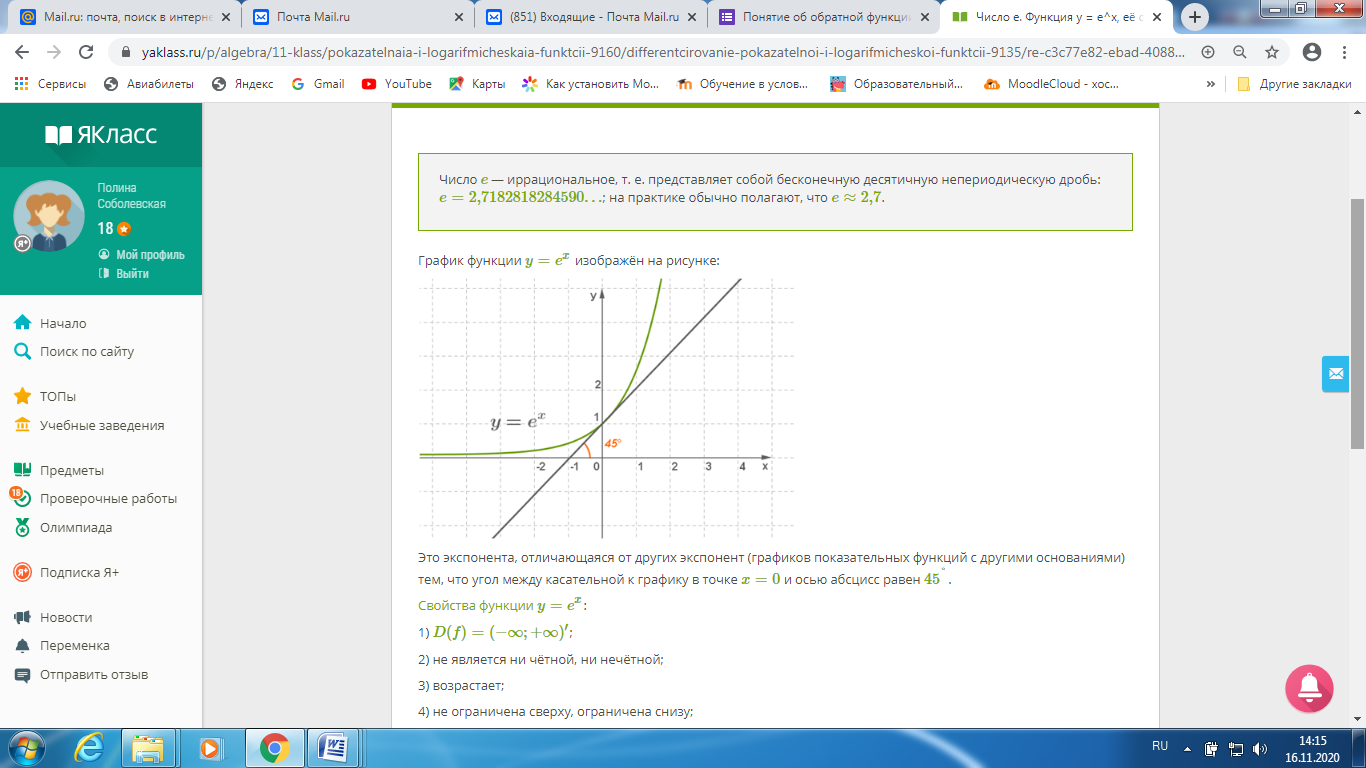 Mail.ru: почта, поиск в интерне
Почта Mail.ru
(851) Входящие - Почта Mail.ru
Понятие об обратной функци
Число e. Функция y = e^x, её с
yaklass.ru/p/algebra/11-klass/pokazatelnaia-i-logarifmicheskaia-funktcii-9160/differentcirovanie-pokazatelnoi-i-logarifmicheskoi-funktcii-9135/re-c3c77e82-ebad-4088...
Сервисы Авиабилеты Яндекс Gmail YouTube Карты Как установить Mo... Обучение в услов... Образовательный... MoodleCloud - хос... » Другие закладки
ЯКласс
Полина
Соболевская
18
Я+
Мой профиль
Выйти
Начало
Поиск по сайту
ТОПы
Учебные заведения
Предметы
18
Проверочные работы
Олимпиада
Я+
Подписка Я+
Новости
Переменка
Отправить отзыв
Число e — иррациональное, т. е. представляет собой бесконечную десятичную непериодическую дробь:
e = 2,7182818284590...; на практике обычно полагают, что e ≈ 2,7.
График функции y = e^x изображён на рисунке:
y
2
1
y = e^x
45°
-2 -1 0 1 2 3 4 x
Это экспонента, отличающаяся от других экспонент (графиков показательных функций с другими основаниями)
тем, что угол между касательной к графику в точке x = 0 и осью абсцисс равен 45°.
Свойства функции y = e^x:
1) D(f) = (−∞; +∞)′;
2) не является ни чётной, ни нечётной;
3) возрастает;
4) не ограничена сверху, ограничена снизу;
RU
14:15
16.11.2020